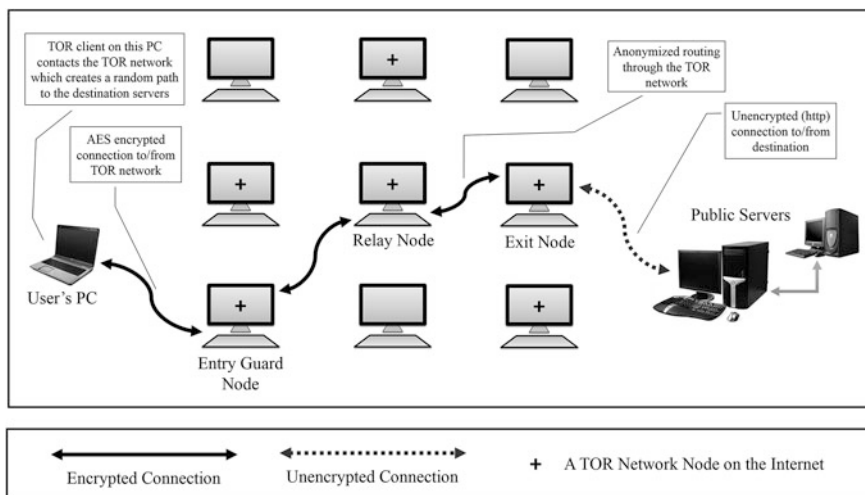 TOR client on this PC
contacts the TOR network
which creates a random path
to the destination servers
AES encrypted
connection to/from
TOR network
Anonymized routing
through the TOR
network
Unencrypted (http)
connection to/from
destination
+
+
+
+
Public Servers
Relay Node
Exit Node
User's PC
+
+
Entry Guard
Node
Encrypted Connection
Unencrypted Connection
+ A TOR Network Node on the Internet